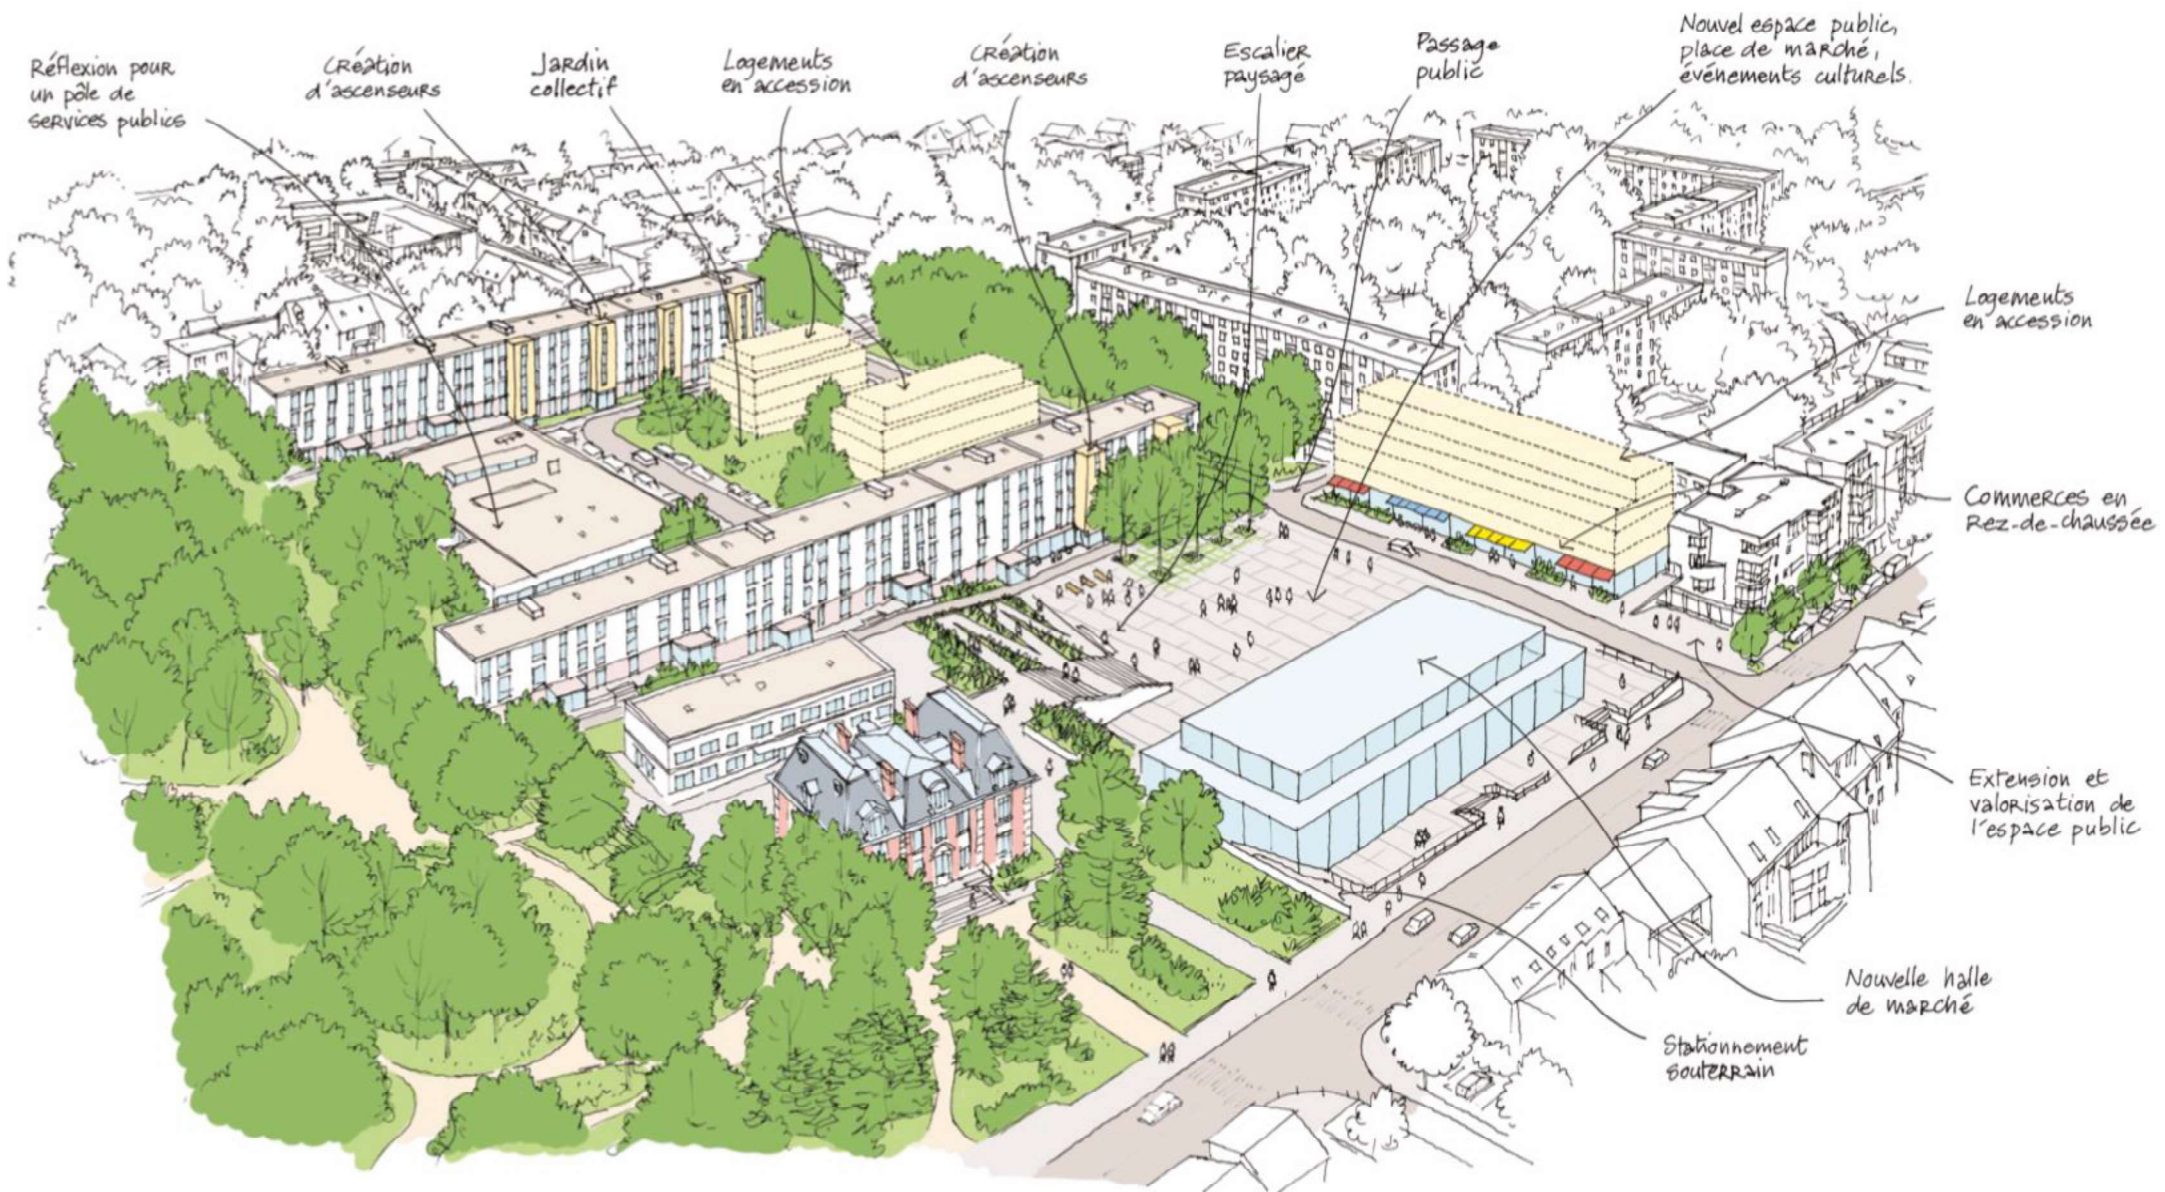 Réflexion pour
un pôle de
services publics
Création
d'ascenseurs
Jardin
collectif
Logements
en accession
Création
d'ascenseurs
Escalier
paysagé
Passage
public
Nouvel espace public,
place de marché,
événements culturels.
Logements
en accession
Commerces en
Rez-de-chaussée
Extension et
valorisation de
l'espace public
Nouvelle halle
de marché
Stationnement
souterrain